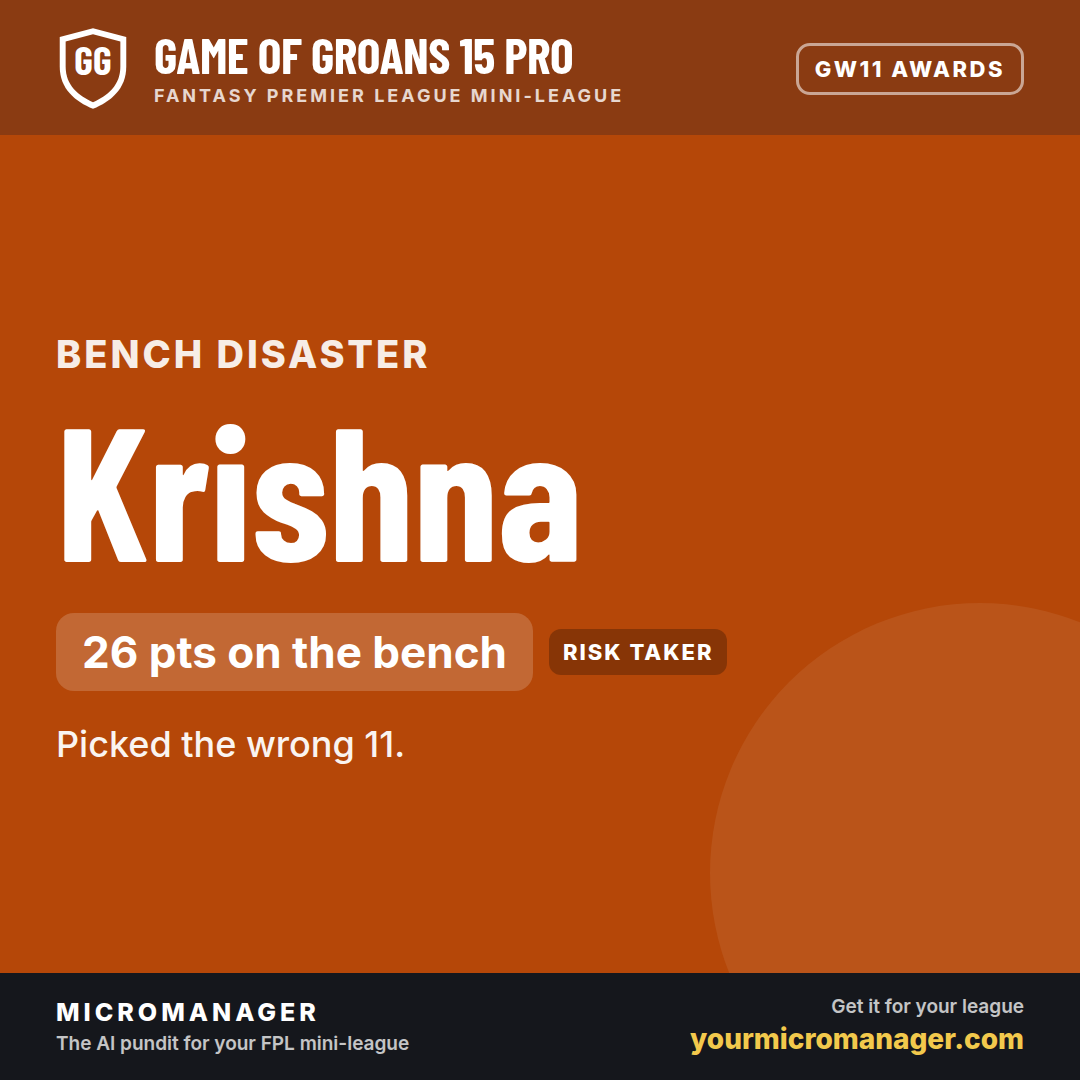 GG
GAME OF GROANS 15 PRO
FANTASY PREMIER LEAGUE MINI-LEAGUE
GW11 AWARDS
BENCH DISASTER
Krishna
26 pts on the bench
RISK TAKER
Picked the wrong 11.
MICROMANAGER
The AI pundit for your FPL mini-league
Get it for your league
yourmicromanager.com